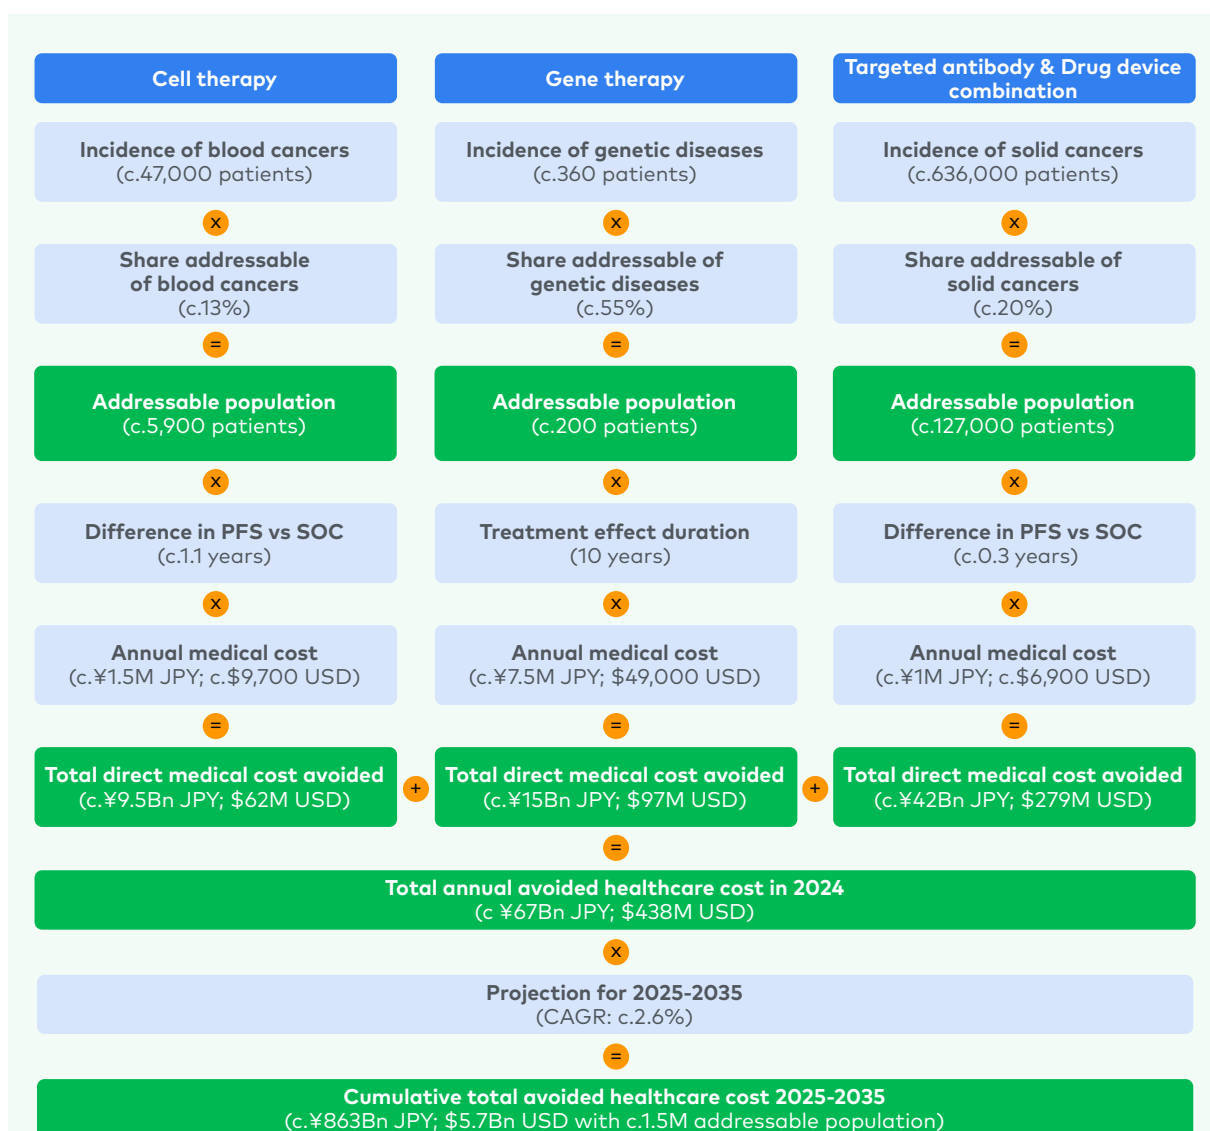 Cell therapy
Incidence of blood cancers
(c.47,000 patients)
x
Share addressable
of blood cancers
(c.13%)
=
Addressable population
(c.5,900 patients)
x
Difference in PFS vs SOC
(c.1.1 years)
x
Annual medical cost
(c.¥1.5M JPY; c.$9,700 USD)
=
Total direct medical cost avoided
(c.¥9.5Bn JPY; $62M USD)
+
Gene therapy
Incidence of genetic diseases
(c.360 patients)
x
Share addressable of
genetic diseases
(c.55%)
=
Addressable population
(c.200 patients)
x
Treatment effect duration
(10 years)
x
Annual medical cost
(c.¥7.5M JPY; $49,000 USD)
=
Total direct medical cost avoided
(c.¥15Bn JPY; $97M USD)
+
Targeted antibody & Drug device
combination
Incidence of solid cancers
(c.636,000 patients)
x
Share addressable of
solid cancers
(c.20%)
=
Addressable population
(c.127,000 patients)
x
Difference in PFS vs SOC
(c.0.3 years)
x
Annual medical cost
(c.¥1M JPY; c.$6,900 USD)
=
Total direct medical cost avoided
(c.¥42Bn JPY; $279M USD)
=
Total annual avoided healthcare cost in 2024
(c ¥67Bn JPY; $438M USD)
x
Projection for 2025-2035
(CAGR: c.2.6%)
=
Cumulative total avoided healthcare cost 2025-2035
(c.¥863Bn JPY; $5.7Bn USD with c.1.5M addressable population)